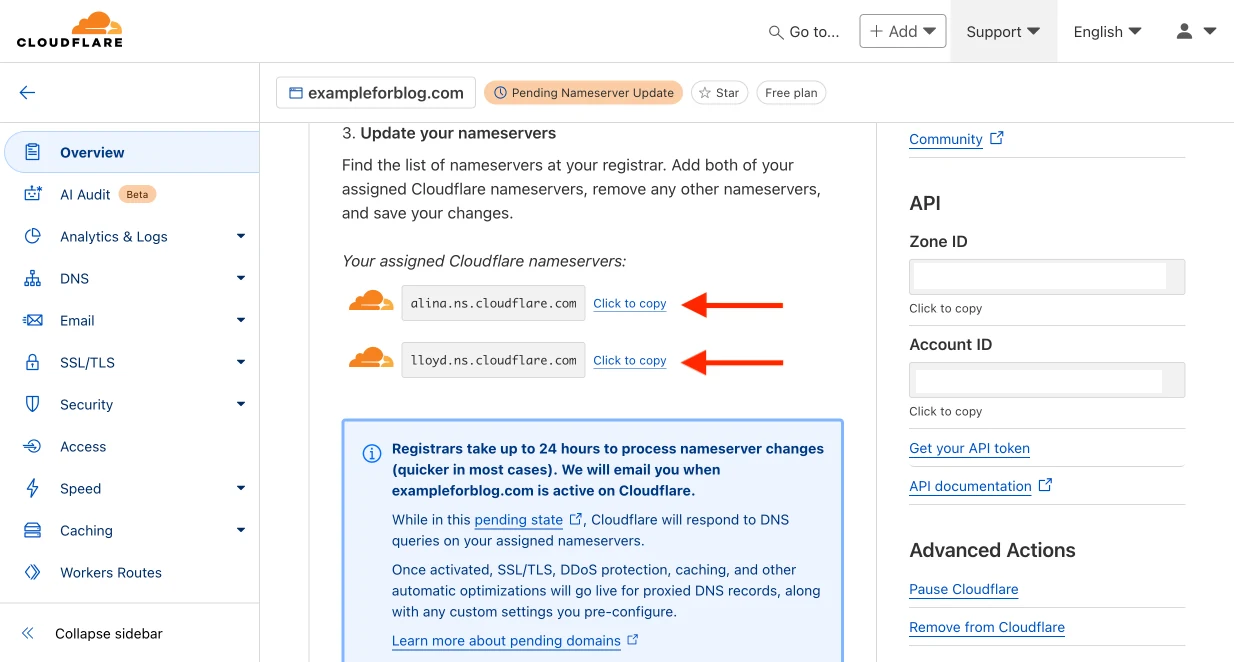 CLOUDFLARE
Go to...
+ Add
Support
English
exampleforblog.com
Pending Nameserver Update
Star
Free plan
Overview
AI Audit Beta
Analytics & Logs
DNS
Email
SSL/TLS
Security
Access
Speed
Caching
Workers Routes
Collapse sidebar
3. Update your nameservers
Find the list of nameservers at your registrar. Add both of your
assigned Cloudflare nameservers, remove any other nameservers,
and save your changes.
Your assigned Cloudflare nameservers:
alina.ns.cloudflare.com Click to copy
lloyd.ns.cloudflare.com Click to copy
Registrars take up to 24 hours to process nameserver changes
(quicker in most cases). We will email you when
exampleforblog.com is active on Cloudflare.
While in this pending state, Cloudflare will respond to DNS
queries on your assigned nameservers.
Once activated, SSL/TLS, DDoS protection, caching, and other
automatic optimizations will go live for proxied DNS records, along
with any custom settings you pre-configure.
Learn more about pending domains
Community
API
Zone ID
Click to copy
Account ID
Click to copy
Get your API token
API documentation
Advanced Actions
Pause Cloudflare
Remove from Cloudflare